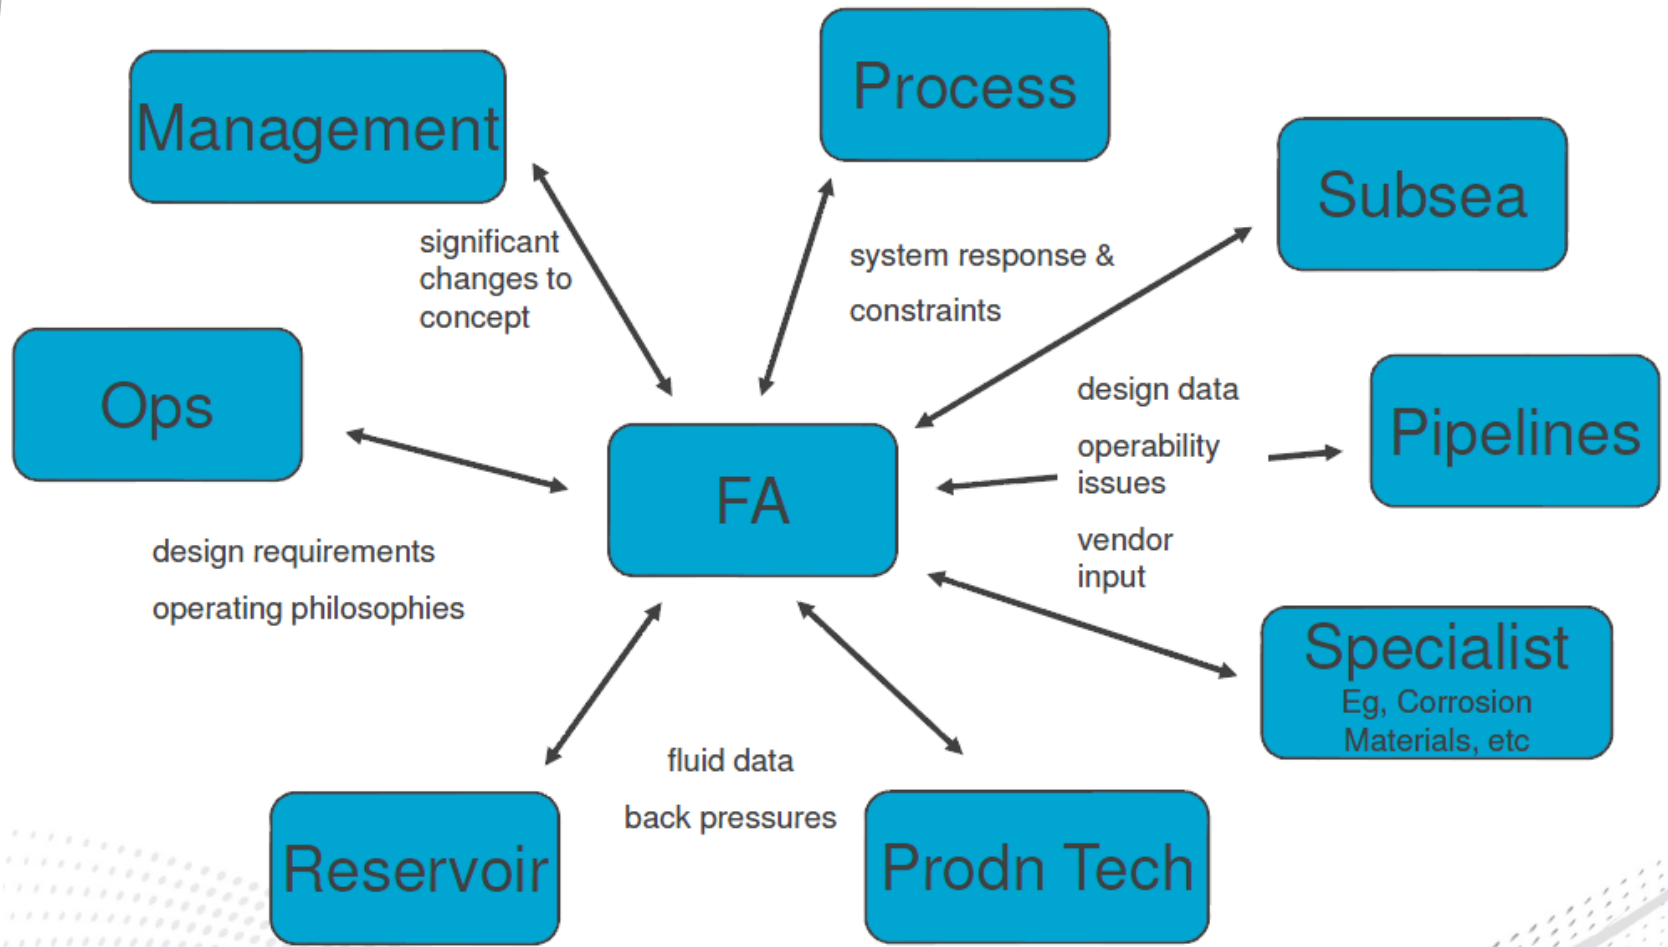 Management
Process
Subsea
significant
changes to
concept
system response &
constraints
Ops
FA
design data
operability
issues
vendor
input
Pipelines
design requirements
operating philosophies
Specialist
Eg, Corrosion
Materials, etc
fluid data
back pressures
Reservoir
Prodn Tech